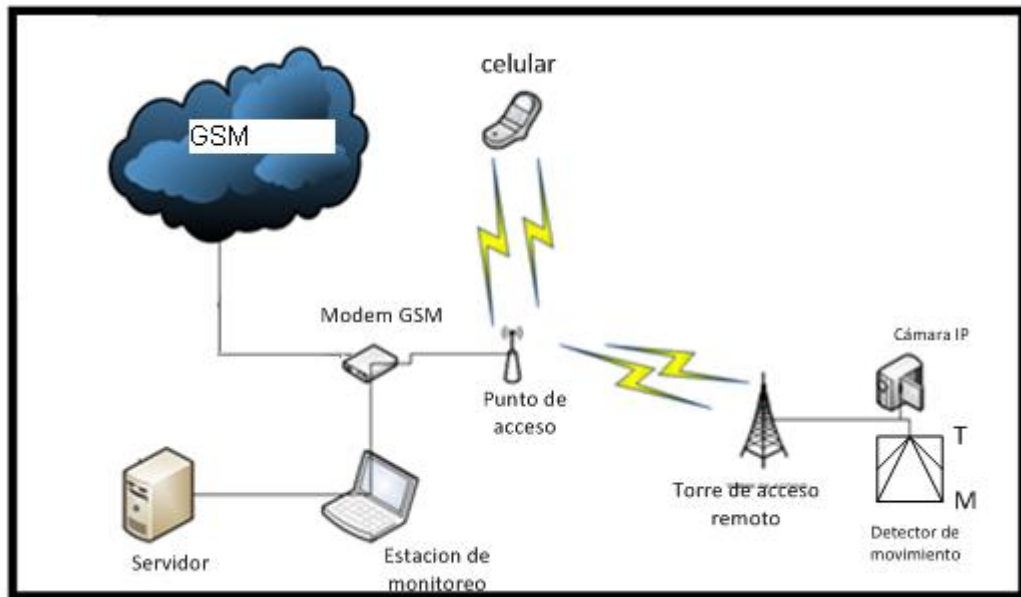 celular
GSM
Modem GSM
Cámara IP
Punto de
acceso
T
M
Torre de acceso
remoto
Detector de
movimiento
Servidor
Estacion de
monitoreo